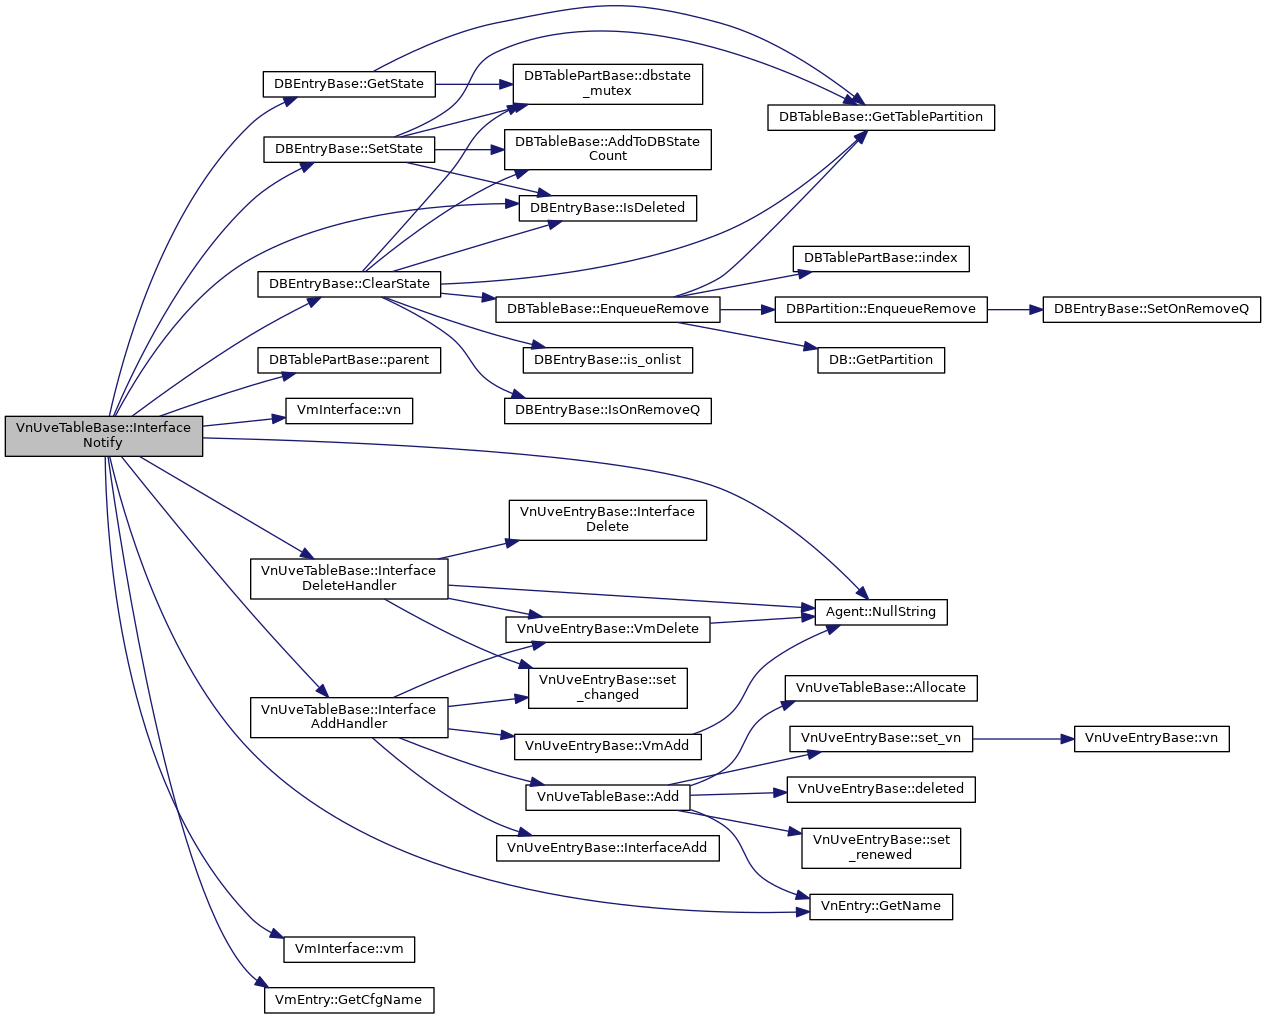 DBEntryBase::GetState
DBTablePartBase::dbstate
_mutex
DBTableBase::GetTablePartition
DBEntryBase::SetState
DBTableBase::AddToDBState
Count
DBEntryBase::IsDeleted
DBEntryBase::ClearState
DBTablePartBase::index
DBTableBase::EnqueueRemove
DBPartition::EnqueueRemove
DBEntryBase::SetOnRemoveQ
DBTablePartBase::parent
DBEntryBase::is_onlist
DB::GetPartition
VmInterface::vn
DBEntryBase::IsOnRemoveQ
VnUveTableBase::Interface
Notify
VnUveEntryBase::Interface
Delete
VnUveTableBase::Interface
DeleteHandler
Agent::NullString
VnUveEntryBase::VmDelete
VnUveEntryBase::set
_changed
VnUveTableBase::Allocate
VnUveTableBase::Interface
AddHandler
VnUveEntryBase::VmAdd
VnUveEntryBase::set_vn
VnUveEntryBase::vn
VnUveTableBase::Add
VnUveEntryBase::deleted
VnUveEntryBase::InterfaceAdd
VnUveEntryBase::set
_renewed
VnEntry::GetName
VmInterface::vm
VmEntry::GetCfgName